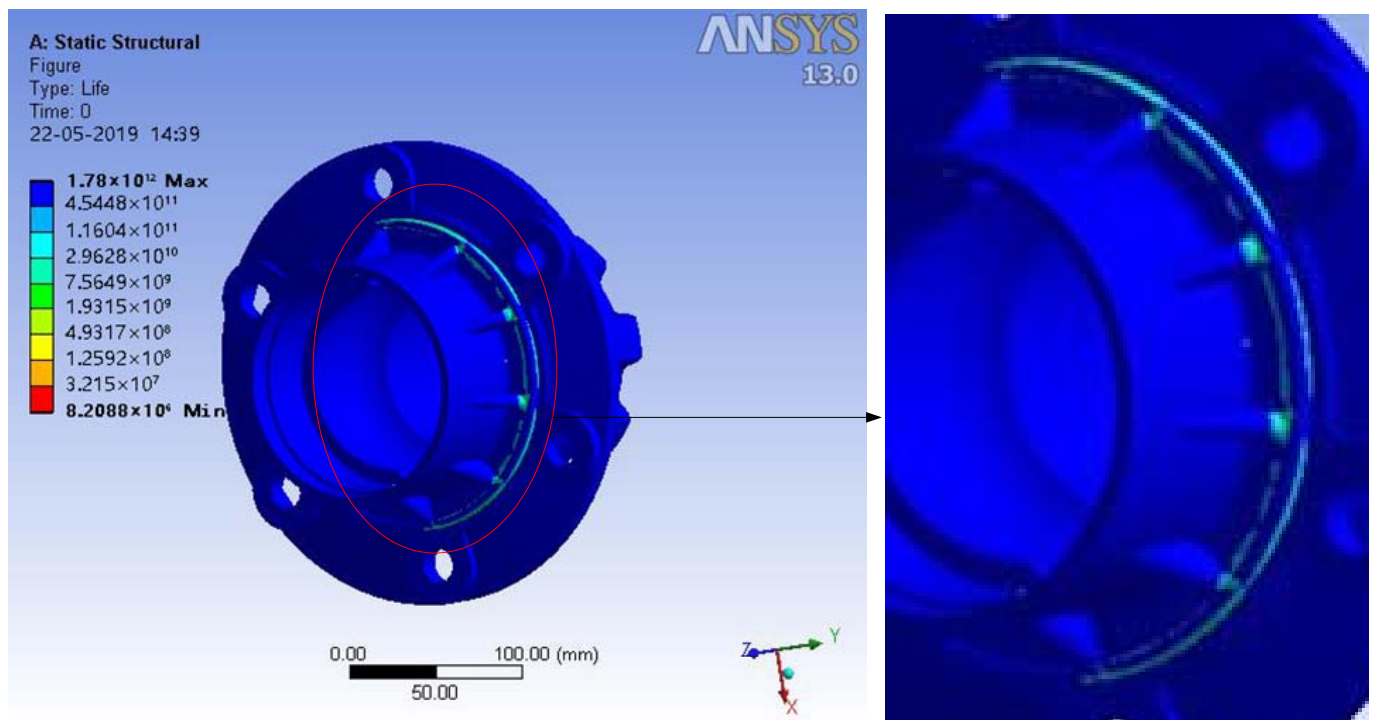 A: Static Structural
Figure
Type: Life
Time: 0
22-05-2019 14:39
ANSYS
13.0
1.78×10¹² Max
4.5448×10¹¹
1.1604×10¹¹
2.9628×10¹⁰
7.5649×10⁹
1.9315×10⁹
4.9317×10⁸
1.2592×10⁸
3.215×10⁷
8.2088×10⁶ Min
0.00 100.00 (mm)
50.00
Z Y
X